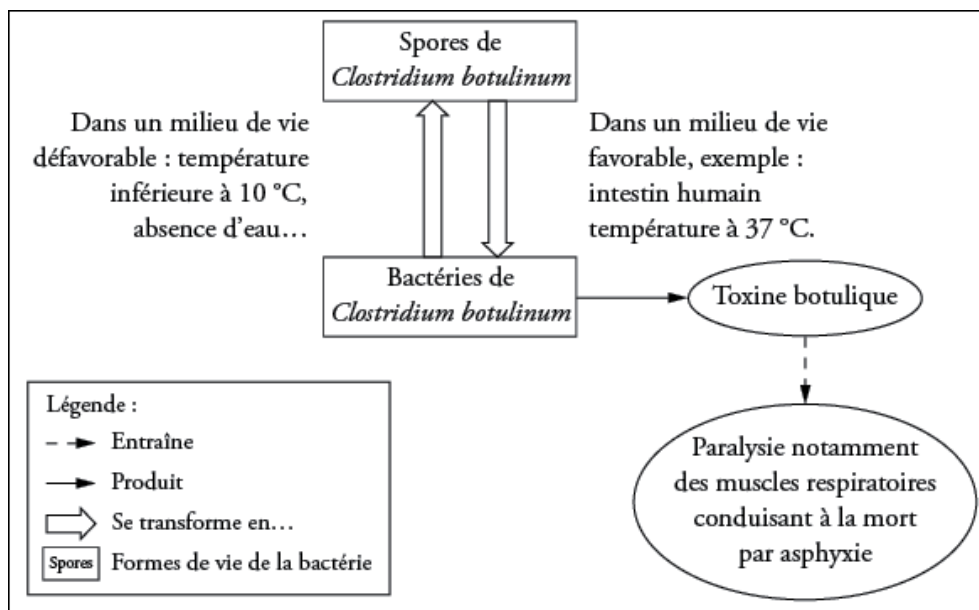 Spores de
Clostridium botulinum
Dans un milieu de vie
défavorable : température
inférieure à 10 °C,
absence d'eau…
Dans un milieu de vie
favorable, exemple :
intestin humain
température à 37 °C.
Bactéries de
Clostridium botulinum
Toxine botulique
Légende :
Entraîne
Produit
Se transforme en…
Spores Formes de vie de la bactérie
Paralysie notamment
des muscles respiratoires
conduisant à la mort
par asphyxie